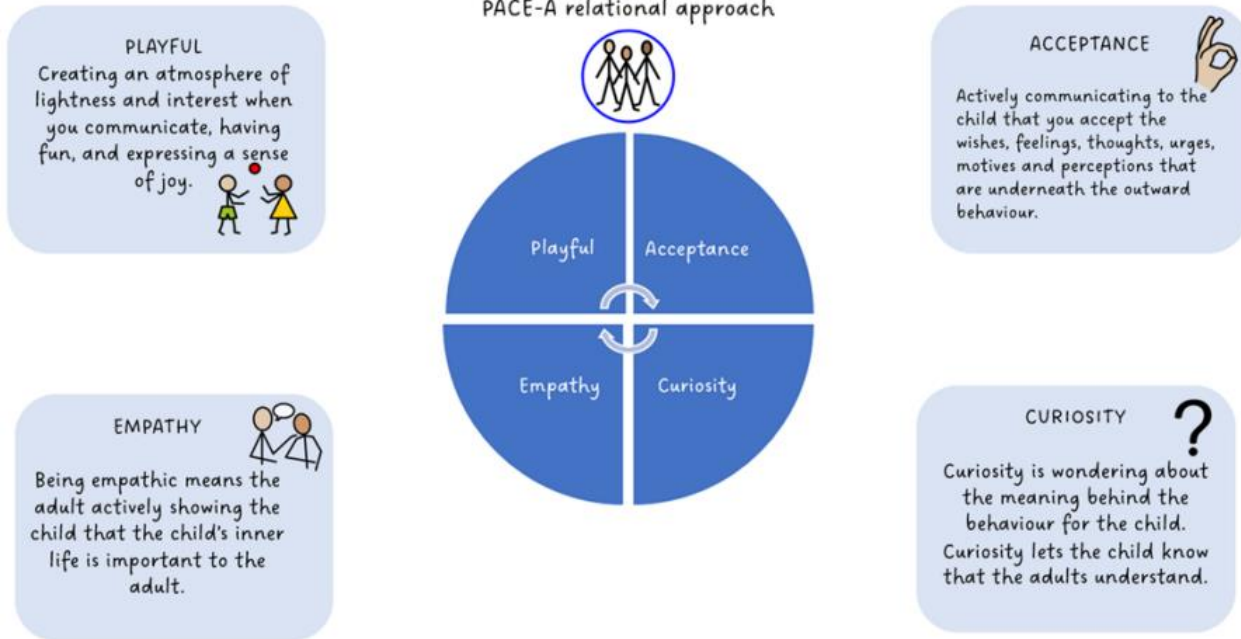 PACE-A relational approach
PLAYFUL
Creating an atmosphere of
lightness and interest when
you communicate, having
fun, and expressing a sense
of joy.
ACCEPTANCE
Actively communicating to the
child that you accept the
wishes, feelings, thoughts, urges,
motives and perceptions that
are underneath the outward
behaviour.
Playful
Acceptance
Empathy
Curiosity
EMPATHY
Being empathic means the
adult actively showing the
child that the child's inner
life is important to the
adult.
CURIOSITY
?
Curiosity is wondering about
the meaning behind the
behaviour for the child.
Curiosity lets the child know
that the adults understand.